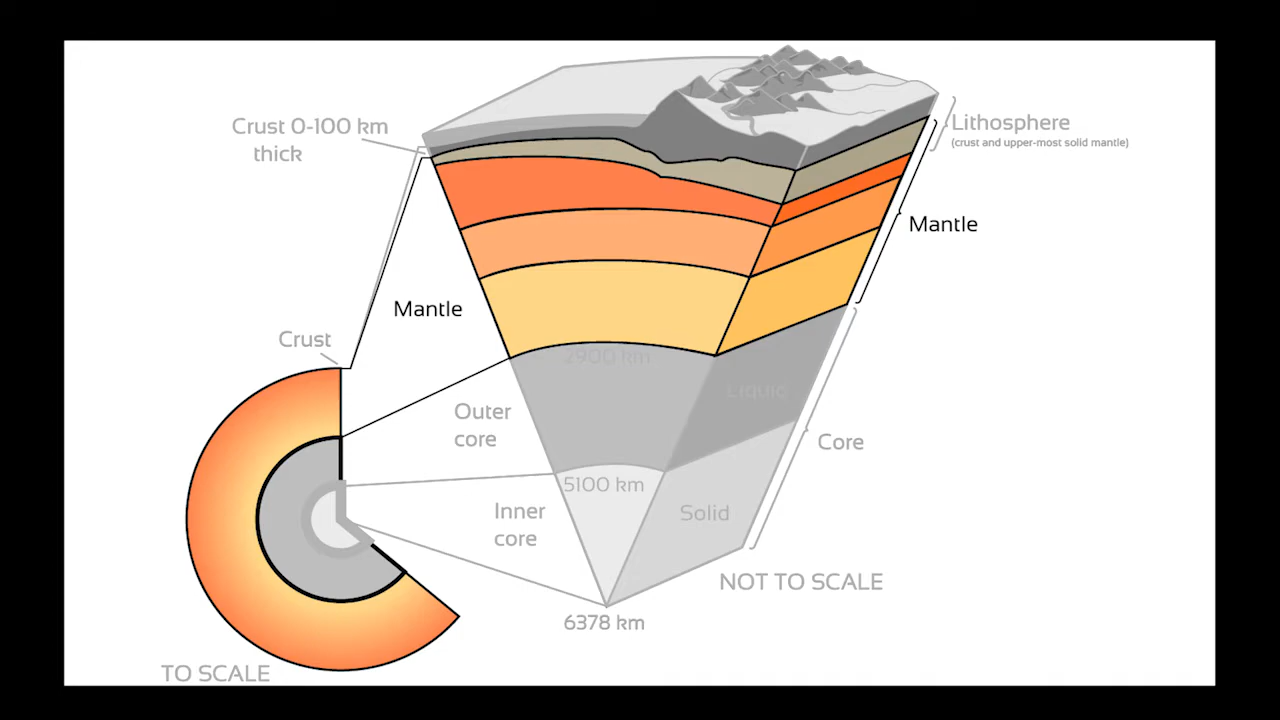 Crust 0-100 km
thick
Lithosphere
(crust and upper-most solid mantle)
Mantle
Mantle
Crust
2900 km
Liquid
Outer
core
Core
5100 km
Inner
core
Solid
NOT TO SCALE
6378 km
TO SCALE